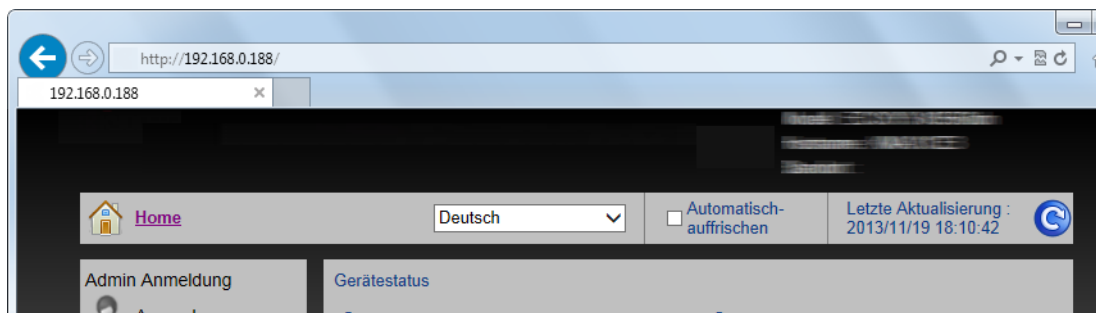 http://192.168.0.188/
192.168.0.188
Home
Deutsch
Automatisch-
auffrischen
Letzte Aktualisierung :
2013/11/19 18:10:42
Admin Anmeldung
Gerätestatus